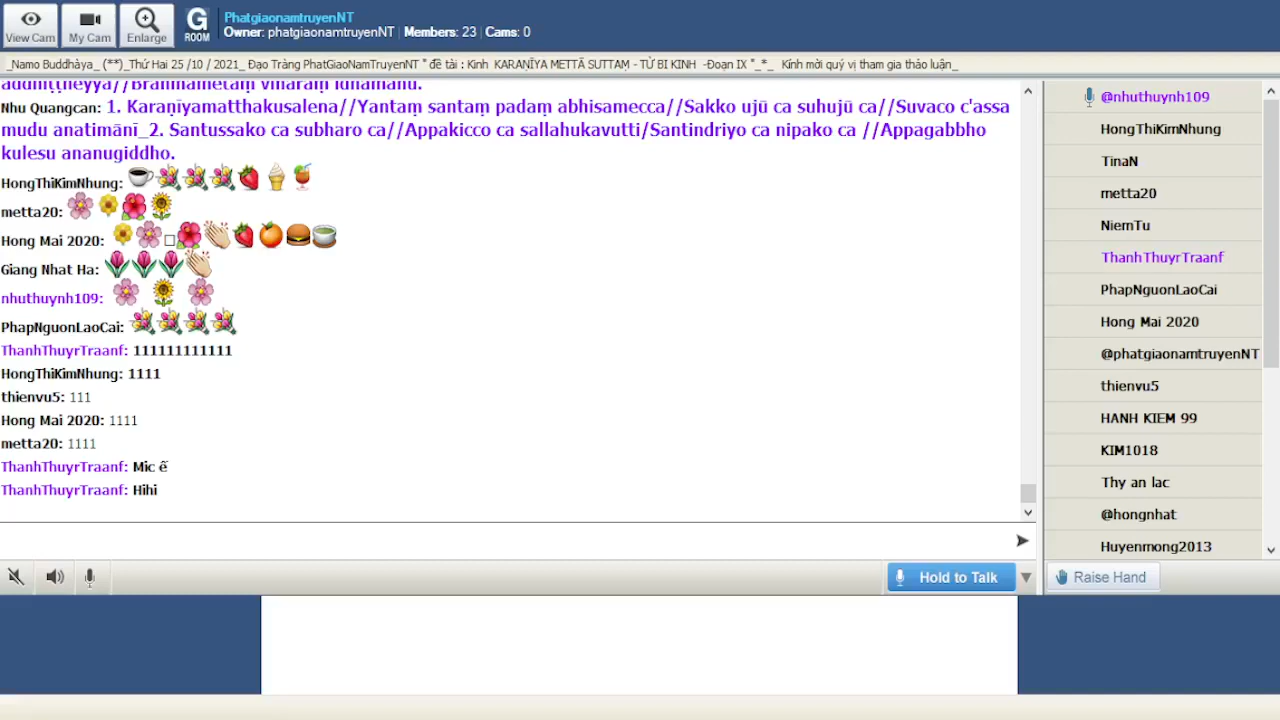 View Cam
My Cam
Enlarge
G
ROOM
PhatgiaonamtruyenNT
Owner: phatgiaonamtruyenNT | Members: 23 | Cams: 0
_Namo Buddhàya_ (**)_Thứ Hai 25 /10 / 2021_ Đạo Tràng PhatGiaoNamTruyenNT " đề tài : Kinh KARAṆĪYA METTĀ SUTTAṂ - TỪ BI KINH -Đoạn IX "_*_ Kính mời quý vị tham gia thảo luận_
Nhu Quangcan: 1. Karaṇīyamatthakusalena//Yantaṃ santaṃ padaṃ abhisamecca//Sakko ujū ca suhujū ca//Suvaco c'assa
mudu anatimānī_2. Santussako ca subharo ca//Appakicco ca sallahukavutti/Santindriyo ca nipako ca //Appagabbho
kulesu ananugiddho.
HongThiKimNhung:
metta20:
Hong Mai 2020:
Giang Nhat Ha:
nhuthuynh109:
PhapNguonLaoCai:
ThanhThuyrTraanf: 111111111111
HongThiKimNhung: 1111
thienvu5: 111
Hong Mai 2020: 1111
metta20: 1111
ThanhThuyrTraanf: Mic ế
ThanhThuyrTraanf: Hihi
Hold to Talk
@nhuthuynh109
HongThiKimNhung
TinaN
metta20
NiemTu
ThanhThuyrTraanf
PhapNguonLaoCai
Hong Mai 2020
@phatgiaonamtruyenNT
thienvu5
HANH KIEM 99
KIM1018
Thy an lac
@hongnhat
Huyenmong2013
Raise Hand